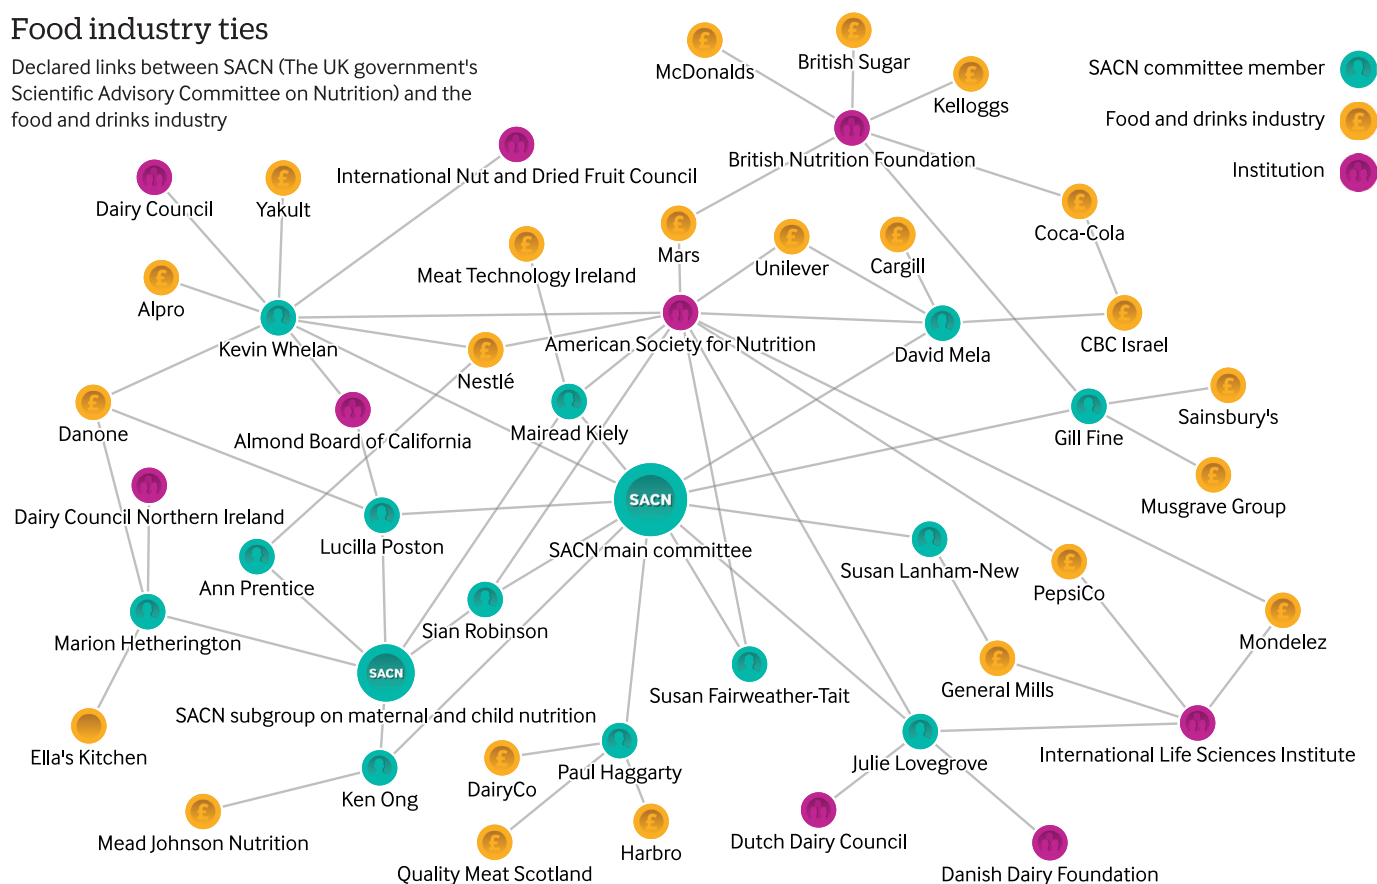 Food industry ties
Declared links between SACN (The UK government's
Scientific Advisory Committee on Nutrition) and the
food and drinks industry
SACN committee member
Food and drinks industry
Institution
McDonalds
British Sugar
Kelloggs
British Nutrition Foundation
International Nut and Dried Fruit Council
Dairy Council
Yakult
Coca-Cola
Mars
Unilever
Cargill
Meat Technology Ireland
Alpro
Kevin Whelan
American Society for Nutrition
David Mela
CBC Israel
Nestlé
Sainsbury's
Danone
Almond Board of California
Mairead Kiely
Gill Fine
SACN
Musgrave Group
Dairy Council Northern Ireland
Lucilla Poston
SACN main committee
Susan Lanham-New
Ann Prentice
PepsiCo
Marion Hetherington
Sian Robinson
Mondelez
SACN
Susan Fairweather-Tait
General Mills
SACN subgroup on maternal and child nutrition
Ella's Kitchen
Paul Haggarty
Julie Lovegrove
International Life Sciences Institute
DairyCo
Ken Ong
Mead Johnson Nutrition
Harbro
Dutch Dairy Council
Quality Meat Scotland
Danish Dairy Foundation